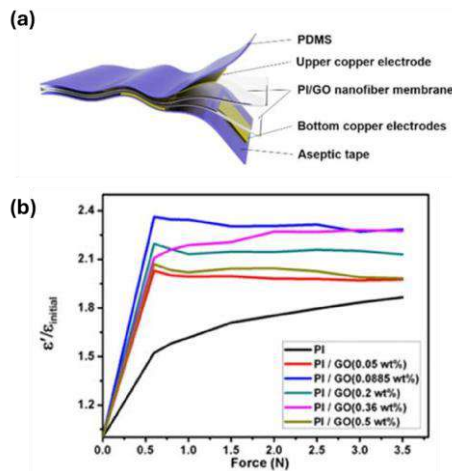 (a)
PDMS
Upper copper electrode
PI/GO nanofiber membrane
Bottom copper electrodes
Aseptic tape
(b)
ε'/εinitial
2.4
2.1
1.8
1.5
1.2
PI
PI / GO(0.05 wt%)
PI / GO(0.0885 wt%)
PI / GO(0.2 wt%)
PI / GO(0.36 wt%)
PI / GO(0.5 wt%)
0.0 0.5 1.0 1.5 2.0 2.5 3.0 3.5
Force (N)